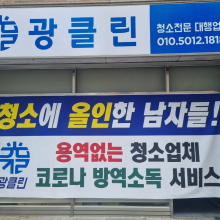 광클린
청소전문 대행업
010.5012.181
청소에 올인한 남자들!
용역없는 청소업체
광클린
코로나 방역소독 서비스